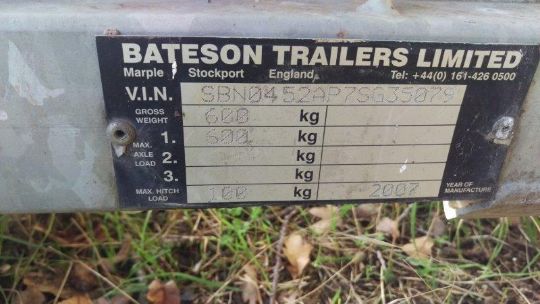 BATESON TRAILERS LIMITED
Marple Stockport England Tel: +44(0) 161-426 0500
V.I.N. SBN0452AP7SG35079
GROSS WEIGHT 600 kg
MAX. AXLE LOAD 1. 600 kg
2. kg
3. kg
MAX. HITCH LOAD 100 kg 2007 YEAR OF MANUFACTURE